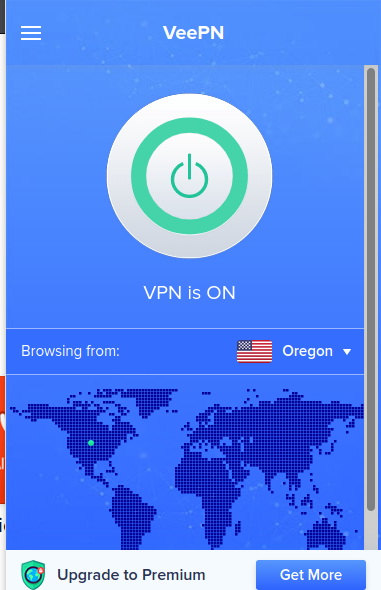 VeePN
VPN is ON
Browsing from: Oregon
Upgrade to Premium Get More